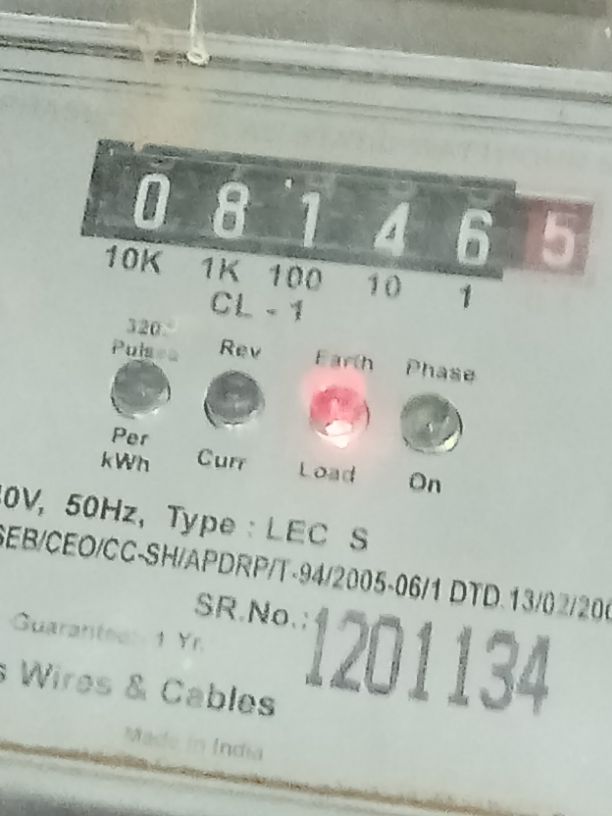 0 8 1 4 6 5
10K 1K 100 10 1
CL - 1
Rev Earth Phase
Per kWh Curr Load On
0V, 50Hz, Type : LEC S
SEB/CEO/CC-SH/APDRP/T-94/2005-06/1 DTD. 13/02/200
SR.No.: 1201134
Guarantee 1 Yr.
s Wires & Cables
Made in India